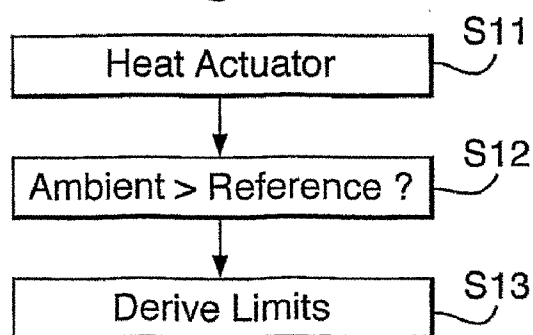 S11
Heat Actuator
S12
Ambient > Reference ?
S13
Derive Limits